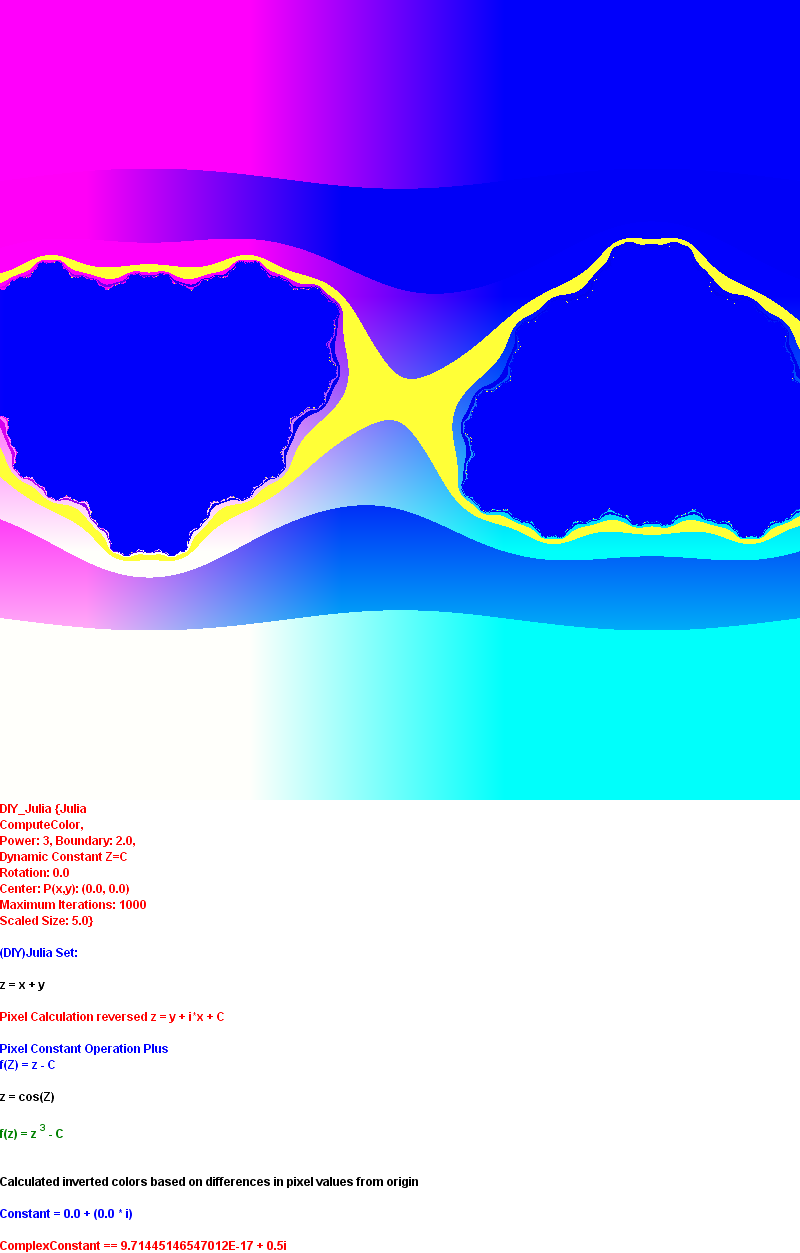 DIY_Julia {Julia
ComputeColor,
Power: 3, Boundary: 2.0,
Dynamic Constant Z=C
Rotation: 0.0
Center: P(x,y): (0.0, 0.0)
Maximum Iterations: 1000
Scaled Size: 5.0}
(DIY)Julia Set:
z = x + y
Pixel Calculation reversed z = y + i*x + C
Pixel Constant Operation Plus
f(Z) = z - C
z = cos(Z)
f(z) = z ³ - C
Calculated inverted colors based on differences in pixel values from origin
Constant = 0.0 + (0.0 * i)
ComplexConstant == 9.71445146547012E-17 + 0.5i